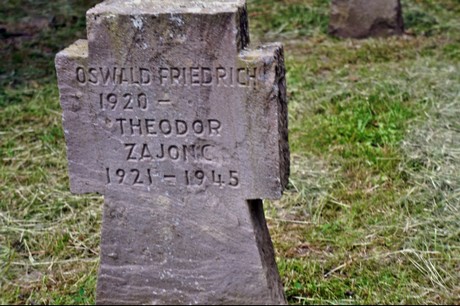 OSWALD FRIEDRICH
1920 –
THEODOR
ZAJONC
1921 – 1945